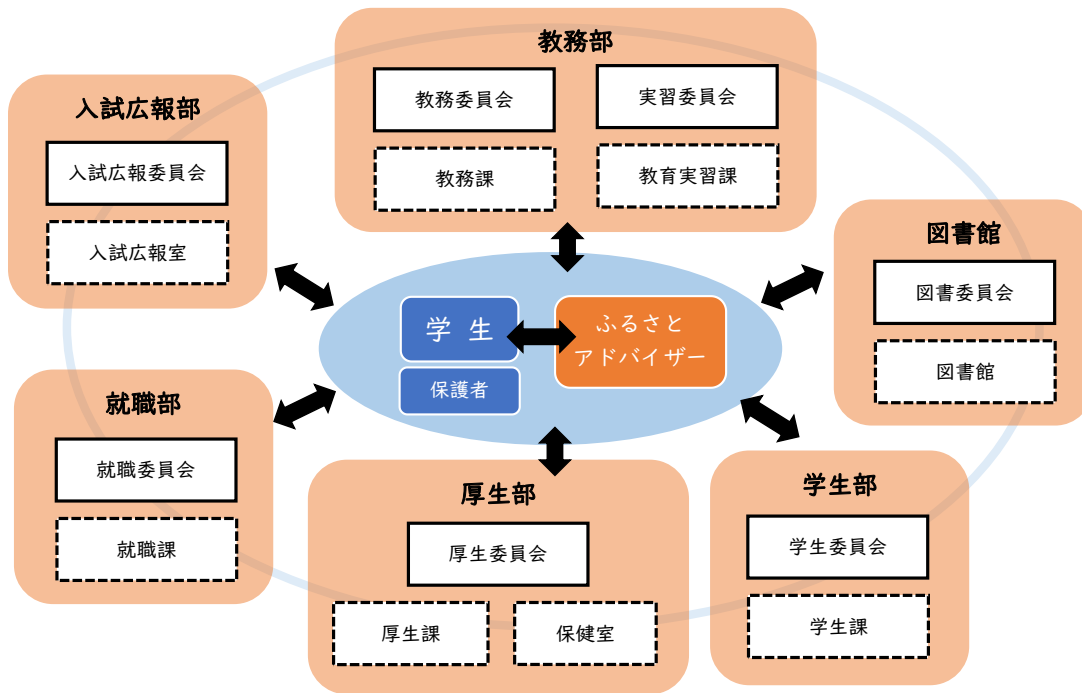 教務部
教務委員会
実習委員会
教務課
教育実習課
入試広報部
入試広報委員会
入試広報室
図書館
図書委員会
図書館
学 生
保護者
ふるさと
アドバイザー
就職部
就職委員会
就職課
厚生部
厚生委員会
厚生課
保健室
学生部
学生委員会
学生課